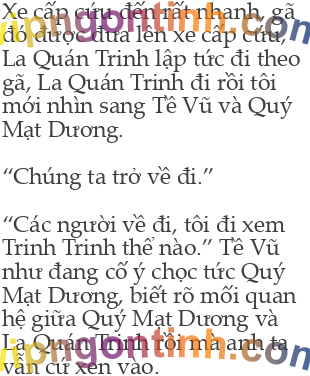 Xe cấp cứu đến rất nhanh, gã
đó được đưa lên xe cấp cứu,
La Quán Trinh lập tức đi theo
gã, La Quán Trinh đi rồi tôi
mới nhìn sang Tề Vũ và Quý
Mạt Dương.
“Chúng ta trở về đi.”
“Các người về đi, tôi đi xem
Trinh Trinh thế nào.” Tề Vũ
như đang cố ý chọc tức Quý
Mạt Dương, biết rõ mối quan
hệ giữa Quý Mạt Dương và
La Quán Trinh rồi mà anh ta
vẫn cứ xen vào.